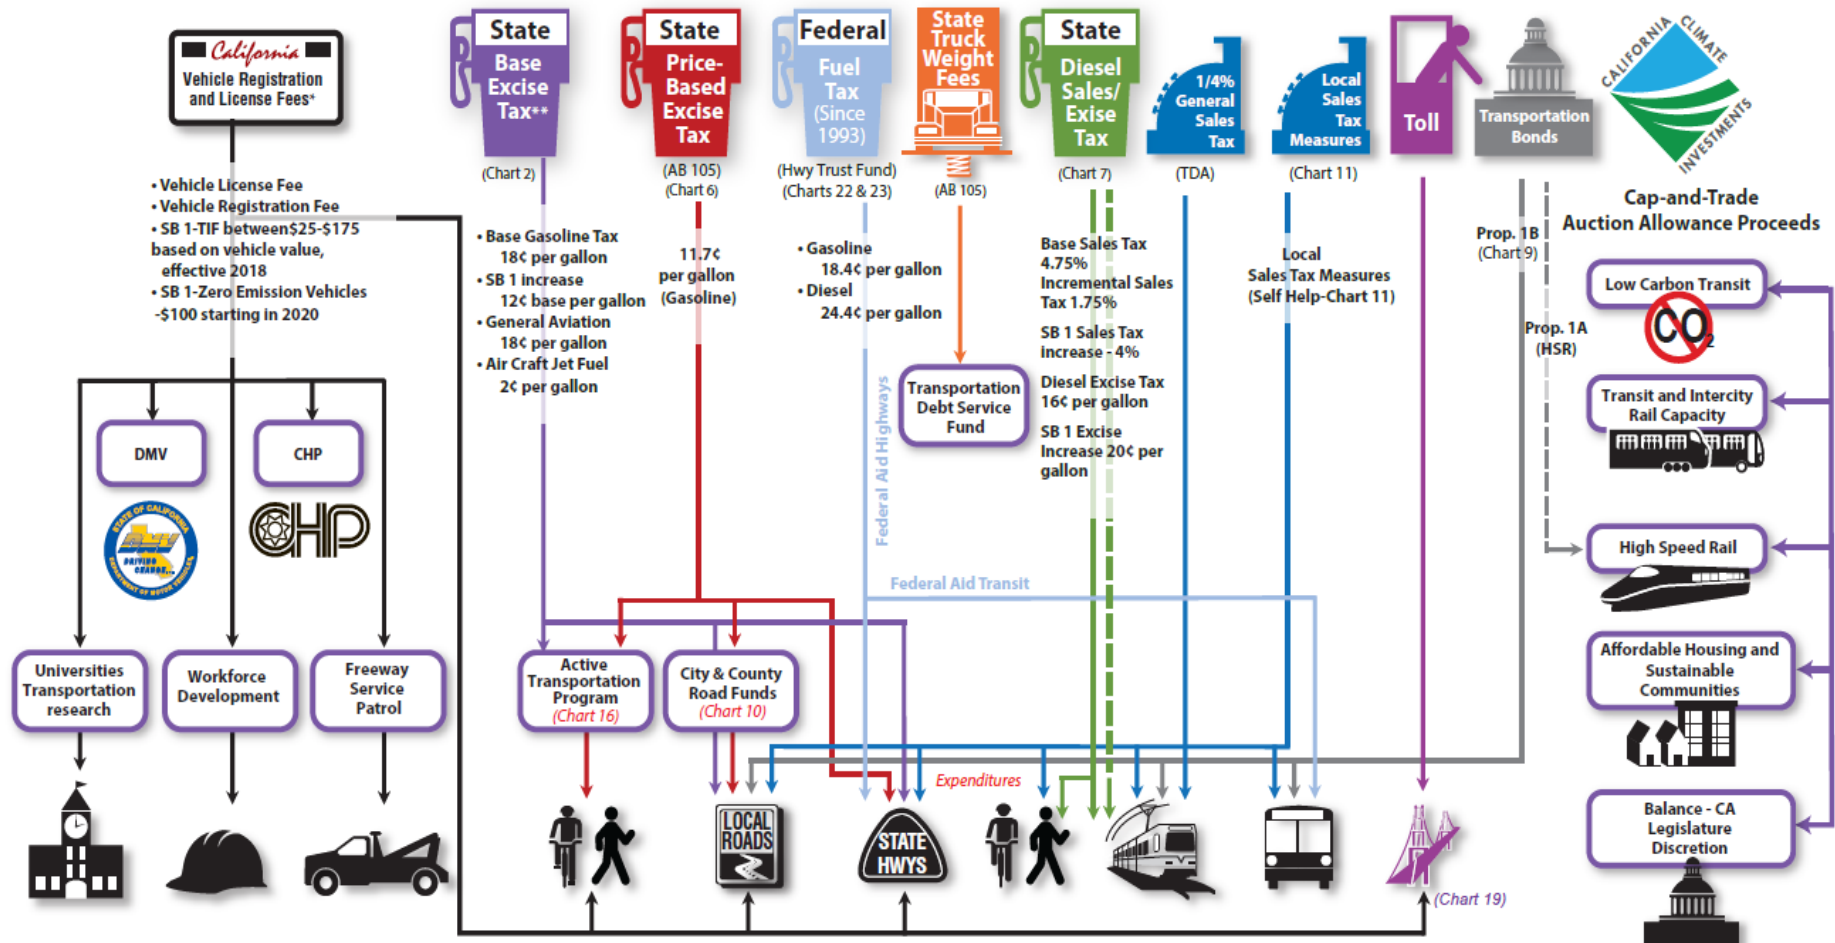 California
Vehicle Registration
and License Fees*
• Vehicle License Fee
• Vehicle Registration Fee
• SB 1-TIF between$25-$175
based on vehicle value,
effective 2018
• SB 1-Zero Emission Vehicles
-$100 starting in 2020
DMV
CHP
STATE OF CALIFORNIA
DMV
DRIVING
CHANGE...
DEPARTMENT OF MOTOR VEHICLES
CHP
Universities
Transportation
research
Workforce
Development
Freeway
Service
Patrol
State
Base
Excise
Tax**
(Chart 2)
• Base Gasoline Tax
18¢ per gallon
• SB 1 increase
12¢ base per gallon
• General Aviation
18¢ per gallon
• Air Craft Jet Fuel
2¢ per gallon
State
Price-
Based
Excise
Tax
(AB 105)
(Chart 6)
11.7¢
per gallon
(Gasoline)
Federal
Fuel
Tax
(Since
1993)
(Hwy Trust Fund)
(Charts 22 & 23)
• Gasoline
18.4¢ per gallon
• Diesel
24.4¢ per gallon
Federal Aid Highways
Federal Aid Transit
State
Truck
Weight
Fees
(AB 105)
Transportation
Debt Service
Fund
State
Diesel
Sales/
Exise
Tax
(Chart 7)
Base Sales Tax
4.75%
Incremental Sales
Tax 1.75%
SB 1 Sales Tax
increase - 4%
Diesel Excise Tax
16¢ per gallon
SB 1 Excise
Increase 20¢ per
gallon
1/4%
General
Sales
Tax
(TDA)
Local
Sales
Tax
Measures
(Chart 11)
Local
Sales Tax Measures
(Self Help-Chart 11)
Toll
Transportation
Bonds
Prop. 1B
(Chart 9)
Prop. 1A
(HSR)
CALIFORNIA
CLIMATE
INVESTMENTS
Cap-and-Trade
Auction Allowance Proceeds
Low Carbon Transit
CO2
Transit and Intercity
Rail Capacity
High Speed Rail
Affordable Housing and
Sustainable
Communities
Balance - CA
Legislature
Discretion
Active
Transportation
Program
(Chart 16)
City & County
Road Funds
(Chart 10)
Expenditures
LOCAL
ROADS
STATE
HWYS
(Chart 19)